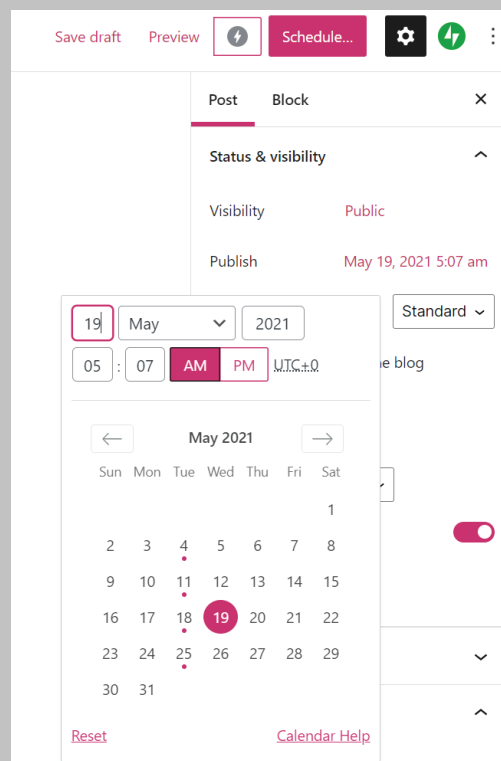 Save draft Preview Schedule...
Post Block
Status & visibility
Visibility Public
Publish May 19, 2021 5:07 am
19 May 2021
Standard
05 : 07 AM PM UTC+0
blog
May 2021
Sun Mon Tue Wed Thu Fri Sat
1
2 3 4 5 6 7 8
9 10 11 12 13 14 15
16 17 18 19 20 21 22
23 24 25 26 27 28 29
30 31
Reset Calendar Help